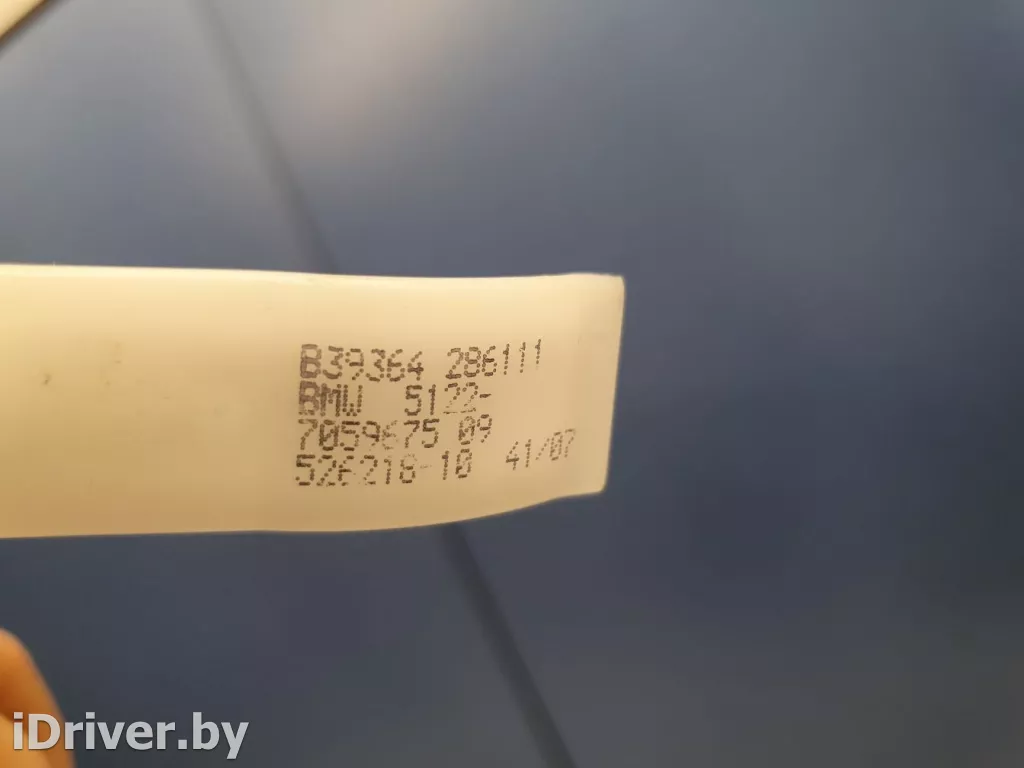 B39364 286111
BMW 5122-
7059675 09
526218-10 41/07
iDriver.by